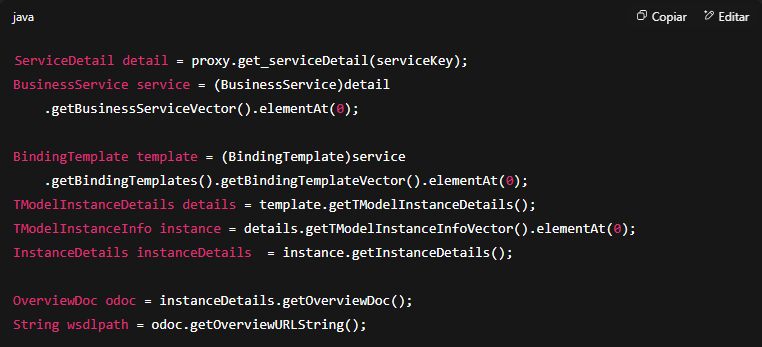 java
Copiar
Editar
ServiceDetail detail = proxy.get_serviceDetail(serviceKey);
BusinessService service = (BusinessService)detail
    .getBusinessServiceVector().elementAt(0);

BindingTemplate template = (BindingTemplate)service
    .getBindingTemplates().getBindingTemplateVector().elementAt(0);
TModelInstanceDetails details = template.getTModelInstanceDetails();
TModelInstanceInfo instance = details.getTModelInstanceInfoVector().elementAt(0);
InstanceDetails instanceDetails  = instance.getInstanceDetails();

OverviewDoc odoc = instanceDetails.getOverviewDoc();
String wsdlpath = odoc.getOverviewURLString();